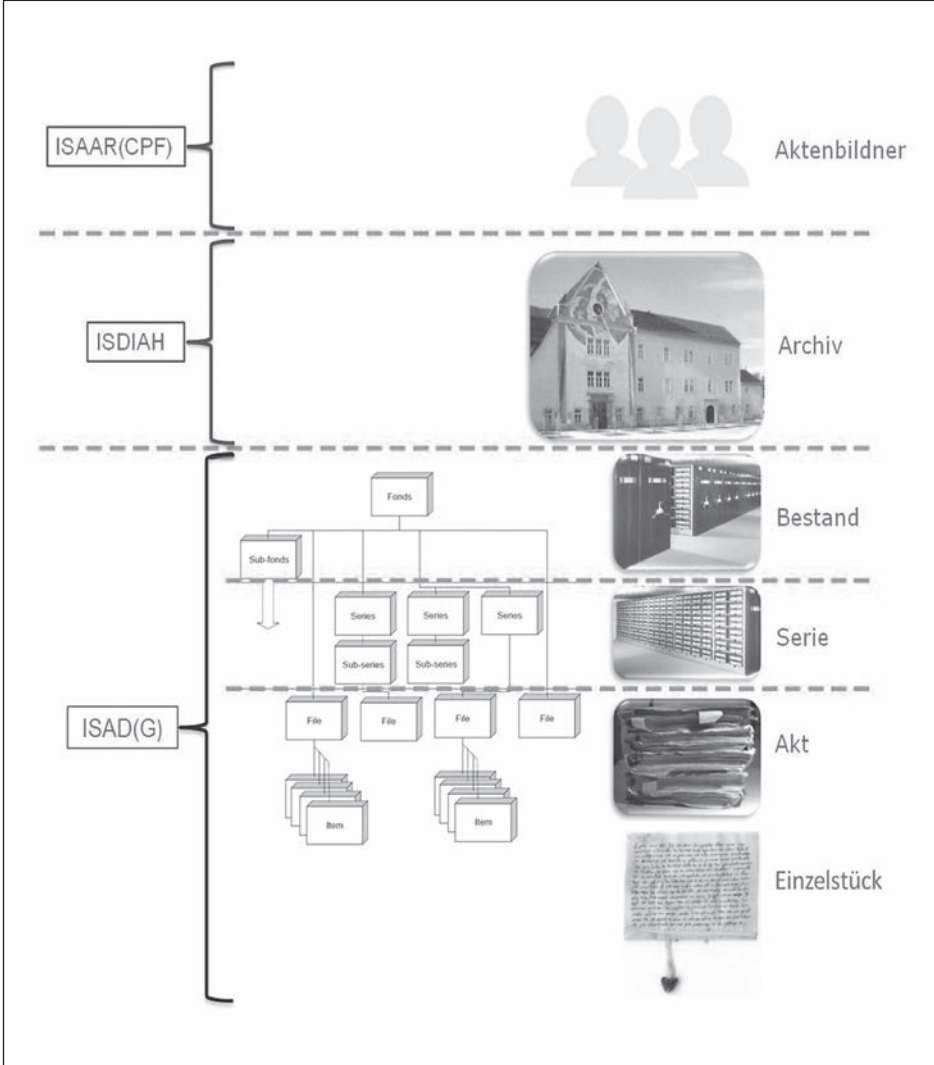 ISAAR(CPF)
Aktenbildner
ISDIAH
Archiv
Fonds
Bestand
Sub-fonds
Series
Series
Series
Serie
Sub-series
Sub-series
ISAD(G)
File
File
File
File
Akt
Item
Item
Einzelstück